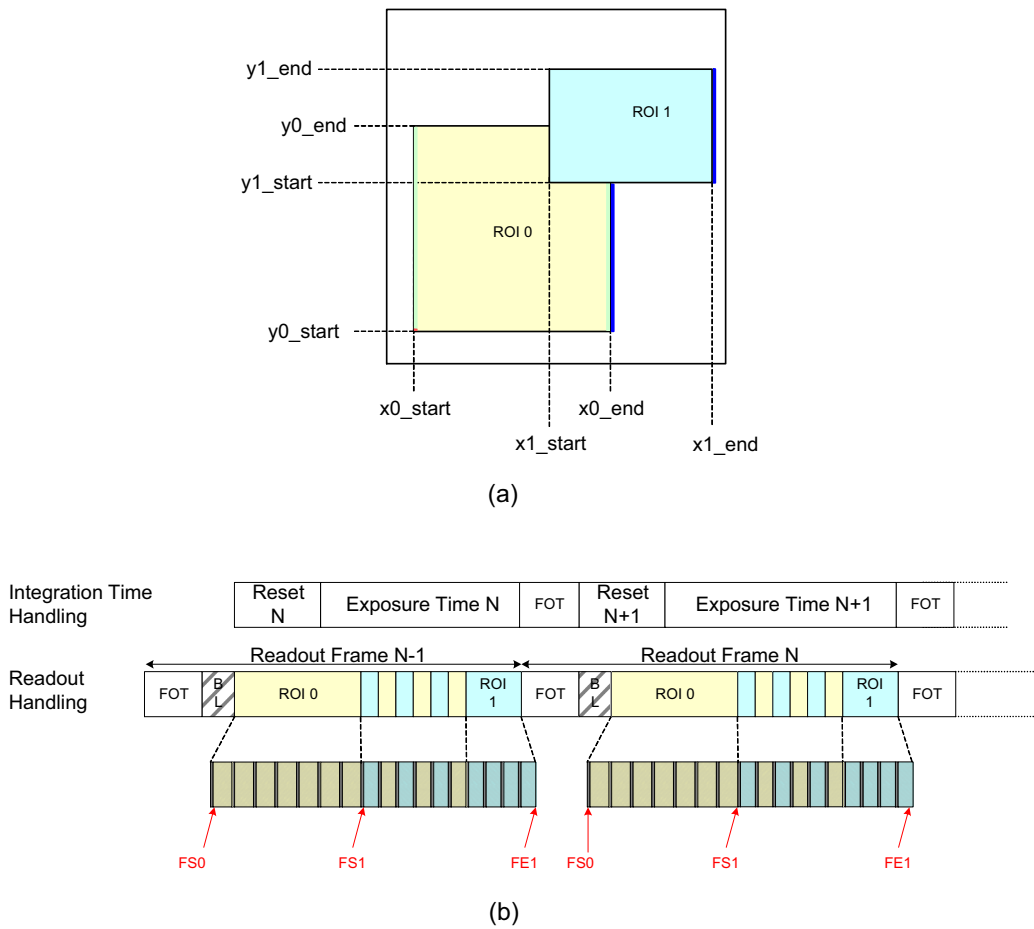 y1_end
ROI 1
y0_end
y1_start
ROI 0
y0_start
x0_start
x0_end
x1_start
x1_end
(a)
Integration Time Handling
Reset N
Exposure Time N
FOT
Reset N+1
Exposure Time N+1
FOT
Readout Frame N-1
Readout Frame N
Readout Handling
FOT
BL
ROI 0
ROI 1
FOT
BL
ROI 0
ROI 1
FOT
FS0
FS1
FE1
FS0
FS1
FE1
(b)